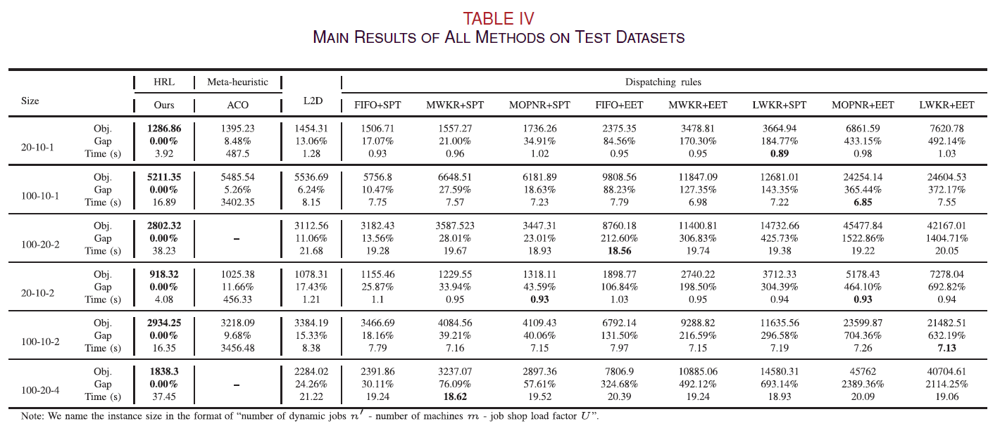 TABLE IV
MAIN RESULTS OF ALL METHODS ON TEST DATASETS
Size HRL Meta-heuristic L2D Dispatching rules
Ours ACO FIFO+SPT MWKR+SPT MOPNR+SPT FIFO+EET MWKR+EET LWKR+SPT MOPNR+EET LWKR+EET
20-10-1
Obj. 1286.86 1395.23 1454.31 1506.71 1557.27 1736.26 2375.35 3478.81 3664.94 6861.59 7620.78
Gap 0.00% 8.48% 13.06% 17.07% 21.00% 34.91% 84.56% 170.30% 184.77% 433.15% 492.14%
Time (s) 3.92 487.5 1.28 0.93 0.96 1.02 0.95 0.95 0.89 0.98 1.03
100-10-1
Obj. 5211.35 5485.54 5536.69 5756.8 6648.51 6181.89 9808.56 11847.09 12681.01 24254.14 24604.53
Gap 0.00% 5.26% 6.24% 10.47% 27.59% 18.63% 88.23% 127.35% 143.35% 365.44% 372.17%
Time (s) 16.89 3402.35 8.15 7.75 7.57 7.23 7.79 6.98 7.22 6.85 7.55
100-20-2
Obj. 2802.32 3112.56 3182.43 3587.523 3447.31 8760.18 11400.81 14732.66 45477.84 42167.01
Gap 0.00% – 11.06% 13.56% 28.01% 23.01% 212.60% 306.83% 425.73% 1522.86% 1404.71%
Time (s) 38.23 21.68 19.28 19.67 18.93 18.56 19.74 19.38 19.22 20.05
20-10-2
Obj. 918.32 1025.38 1078.31 1155.46 1229.55 1318.11 1898.77 2740.22 3712.33 5178.43 7278.04
Gap 0.00% 11.66% 17.43% 25.87% 33.94% 43.59% 106.84% 198.50% 304.39% 464.10% 692.82%
Time (s) 4.08 456.33 1.21 1.1 0.95 0.93 1.03 0.95 0.94 0.93 0.94
100-10-2
Obj. 2934.25 3218.09 3384.19 3466.69 4084.56 4109.43 6792.14 9288.82 11635.56 23599.87 21482.51
Gap 0.00% 9.68% 15.33% 18.16% 39.21% 40.06% 131.50% 216.59% 296.58% 704.36% 632.19%
Time (s) 16.35 3456.48 8.38 7.79 7.16 7.15 7.97 7.15 7.19 7.26 7.13
100-20-4
Obj. 1838.3 2284.02 2391.86 3237.07 2897.36 7806.9 10885.06 14580.31 45762 40704.61
Gap 0.00% – 24.26% 30.11% 76.09% 57.61% 324.68% 492.12% 693.14% 2389.36% 2114.25%
Time (s) 37.45 21.22 19.24 18.62 19.52 20.39 19.24 18.93 20.09 19.06
Note: We name the instance size in the format of “number of dynamic jobs n′ - number of machines m - job shop load factor U”.